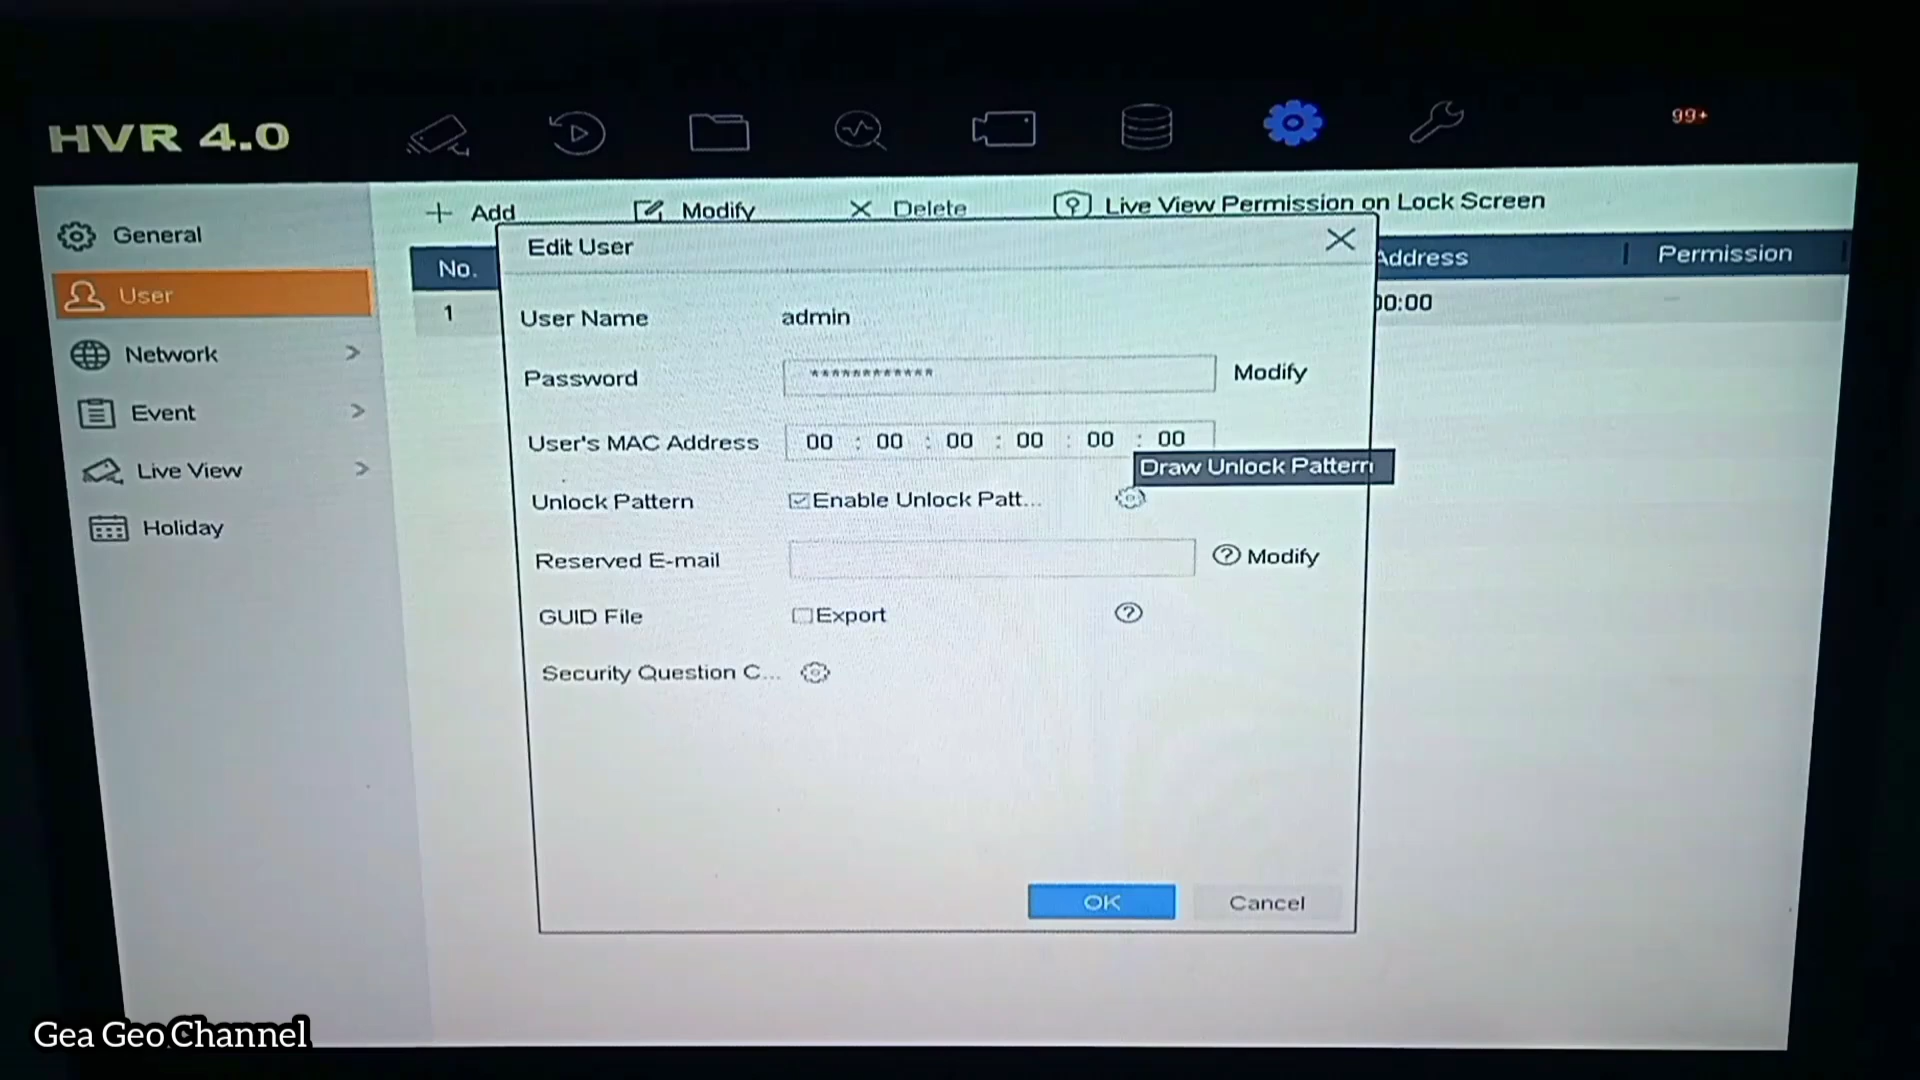 HVR 4.0
99+
General
User
Network
Event
Live View
Holiday
Add
Modify
Delete
Live View Permission on Lock Screen
No.
Address
Permission
1
00:00
Edit User
User Name
admin
Password
************
Modify
User's MAC Address
00 : 00 : 00 : 00 : 00 : 00
Draw Unlock Pattern
Unlock Pattern
Enable Unlock Patt...
Reserved E-mail
Modify
GUID File
Export
Security Question C...
OK
Cancel
Gea Geo Channel